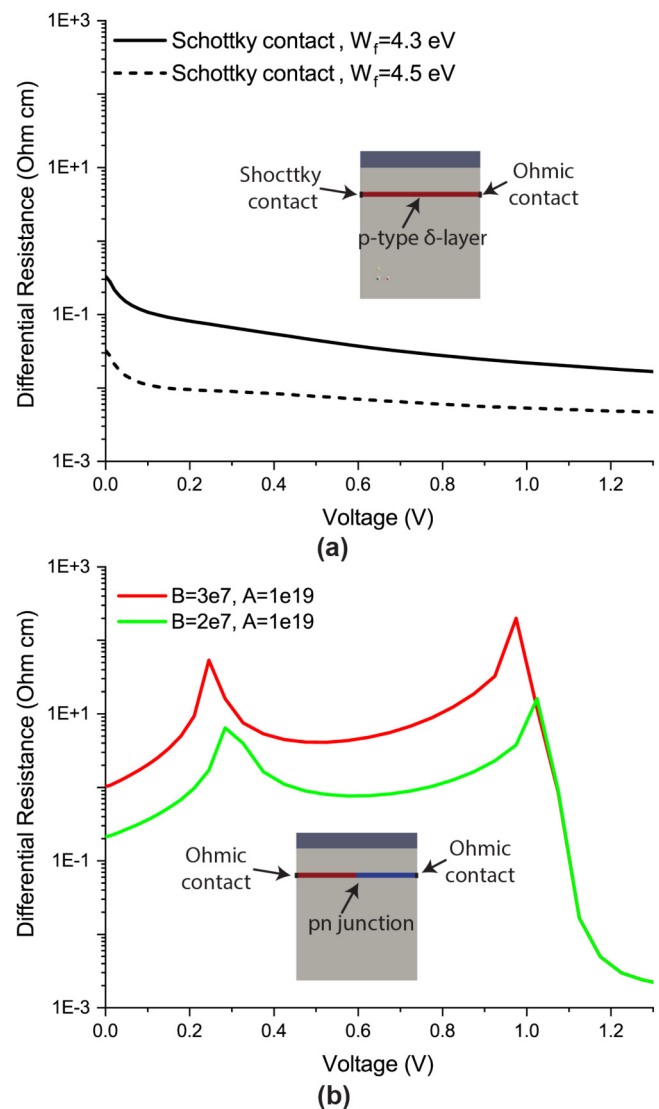 (a)
1E+3
1E+1
1E-1
1E-3
Differential Resistance (Ohm cm)
Schottky contact , W_f=4.3 eV
Schottky contact , W_f=4.5 eV
Shocttky
contact
Ohmic
contact
p-type δ-layer
0.0 0.2 0.4 0.6 0.8 1.0 1.2
Voltage (V)
(a)
1E+3
1E+1
1E-1
1E-3
Differential Resistance (Ohm cm)
B=3e7, A=1e19
B=2e7, A=1e19
Ohmic
contact
Ohmic
contact
pn junction
0.0 0.2 0.4 0.6 0.8 1.0 1.2
Voltage (V)
(b)